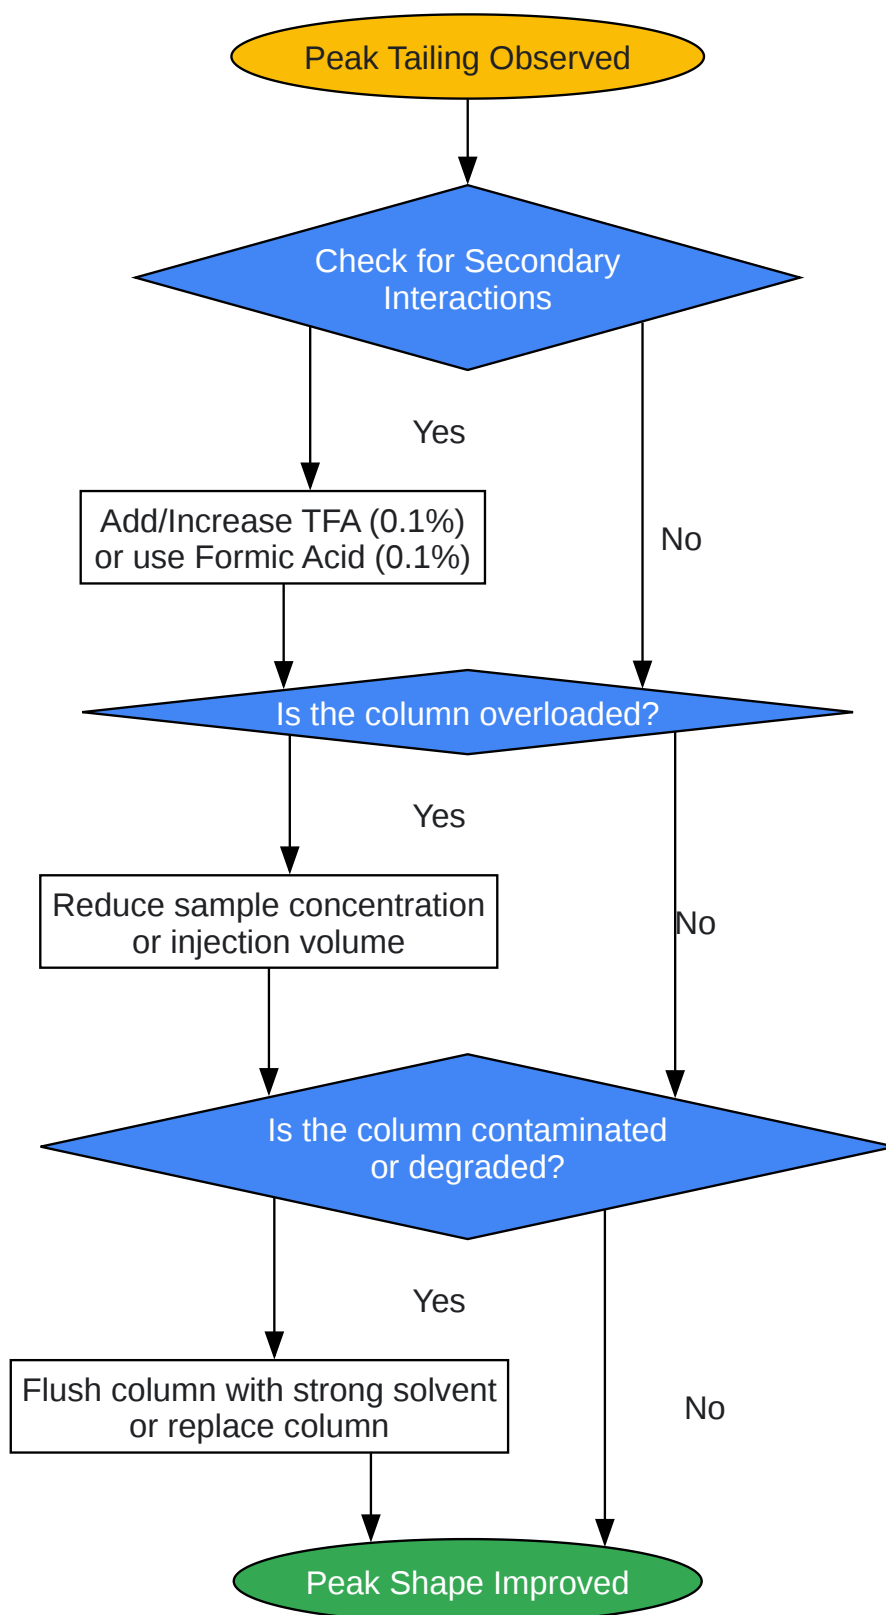 Peak Tailing Observed
Check for Secondary
Interactions
Yes
Add/Increase TFA (0.1%)
or use Formic Acid (0.1%)
No
Is the column overloaded?
Yes
Reduce sample concentration
or injection volume
No
Is the column contaminated
or degraded?
Yes
Flush column with strong solvent
or replace column
No
Peak Shape Improved